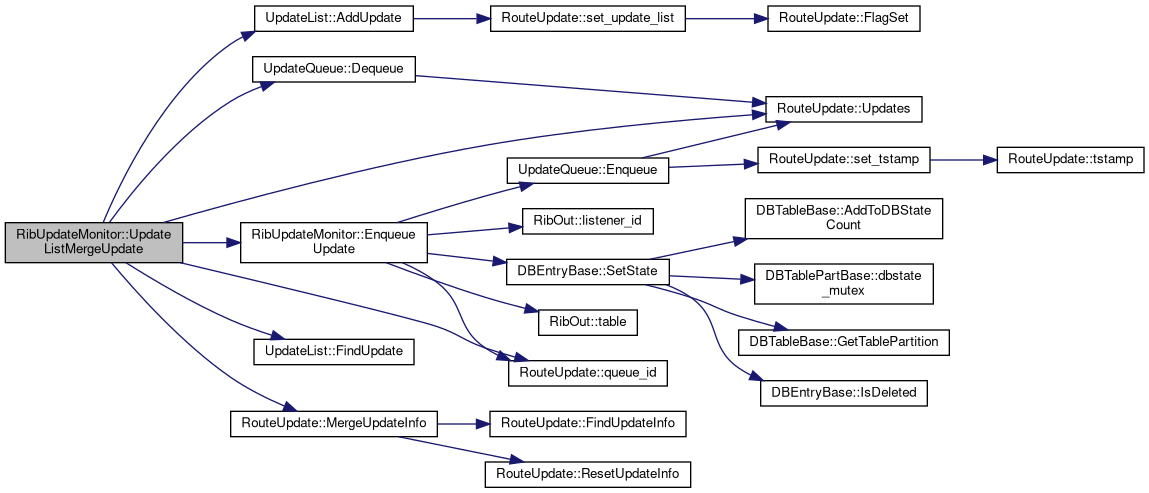 UpdateList::AddUpdate
RouteUpdate::set_update_list
RouteUpdate::FlagSet
UpdateQueue::Dequeue
RouteUpdate::Updates
UpdateQueue::Enqueue
RouteUpdate::set_tstamp
RouteUpdate::tstamp
RibUpdateMonitor::Update
ListMergeUpdate
RibUpdateMonitor::Enqueue
Update
RibOut::listener_id
DBTableBase::AddToDBState
Count
DBEntryBase::SetState
DBTablePartBase::dbstate
_mutex
RibOut::table
DBTableBase::GetTablePartition
UpdateList::FindUpdate
RouteUpdate::queue_id
DBEntryBase::IsDeleted
RouteUpdate::MergeUpdateInfo
RouteUpdate::FindUpdateInfo
RouteUpdate::ResetUpdateInfo